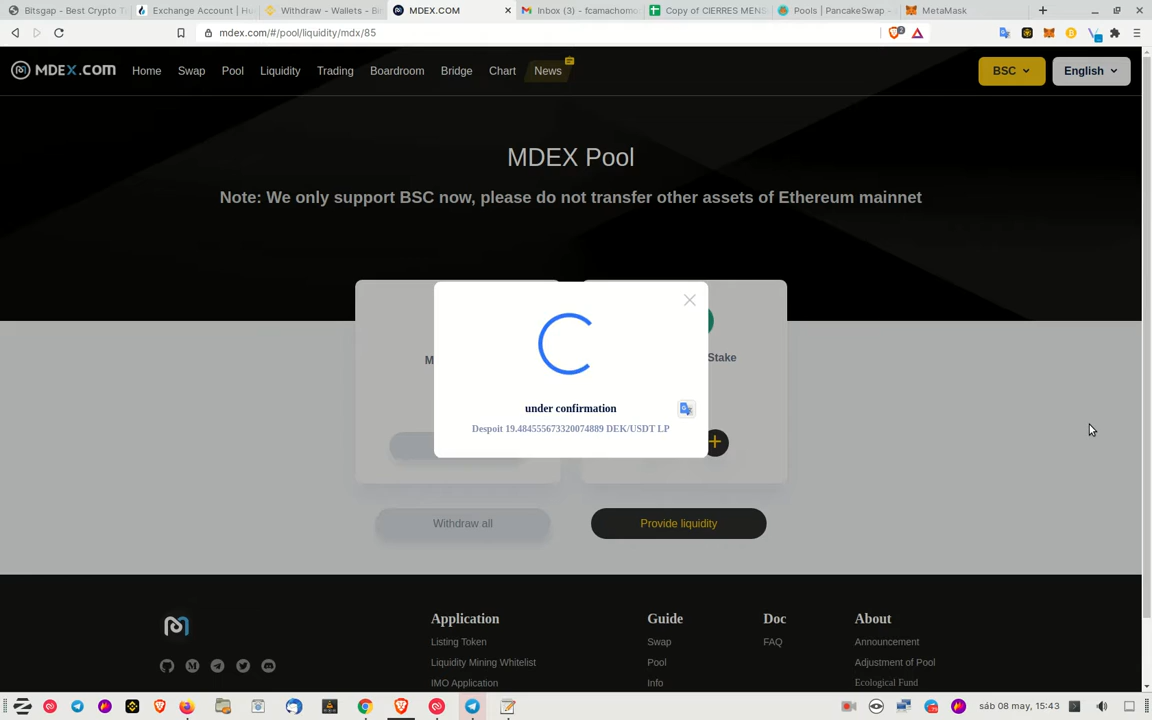 Bitsgap - Best Crypto T
Exchange Account | Hu
Withdraw - Wallets - Bi
MDEX.COM
Inbox (3) - fcamachomo
Copy of CIERRES MENS
Pools | PancakeSwap -
MetaMask
mdex.com/#/pool/liquidity/mdx/85
2
MDEX.COM
Home
Swap
Pool
Liquidity
Trading
Boardroom
Bridge
Chart
News
BSC
English
MDEX Pool
Note: We only support BSC now, please do not transfer other assets of Ethereum mainnet
M
Stake
under confirmation
Despoit 19.484555673320074889 DEK/USDT LP
Withdraw all
Provide liquidity
Application
Guide
Doc
About
Listing Token
Swap
FAQ
Announcement
Liquidity Mining Whitelist
Pool
Adjustment of Pool
IMO Application
Info
Ecological Fund
sáb 08 may, 15:43